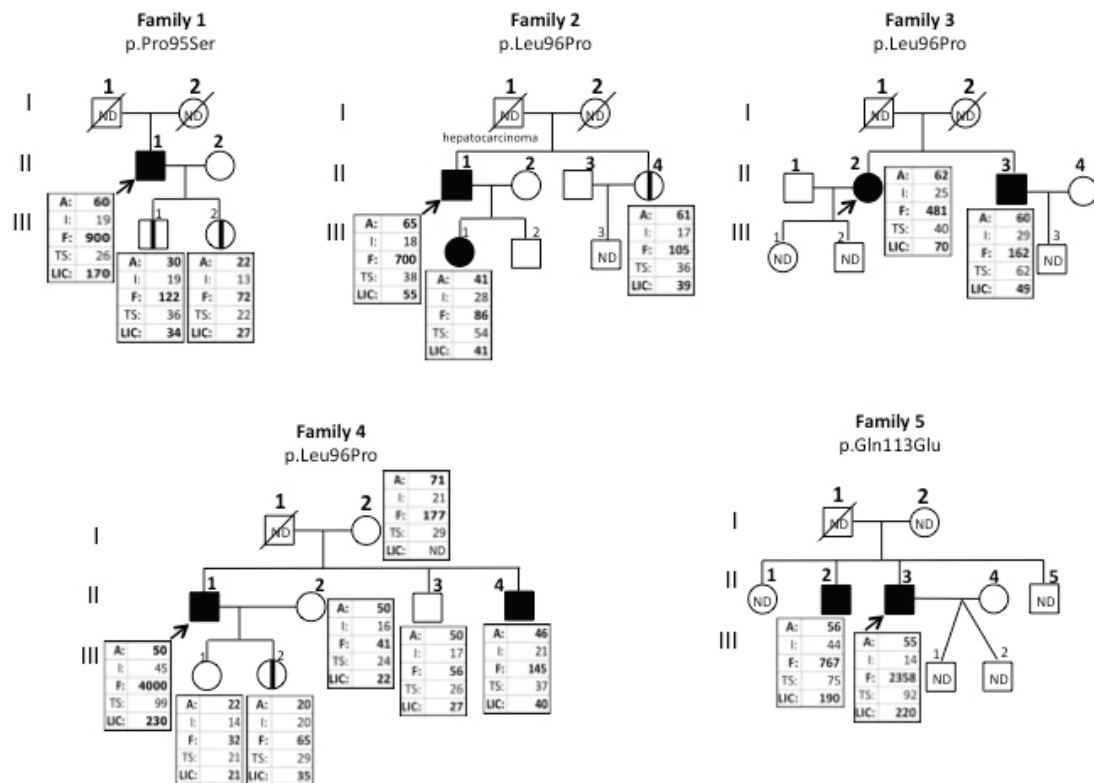 Family 1
p.Pro95Ser
I
II
III
1
2
ND
ND
1
2
A: 60
I: 19
F: 900
TS: 26
LIC: 170
1
2
A: 30
I: 19
F: 122
TS: 36
LIC: 34
A: 22
I: 13
F: 72
TS: 22
LIC: 27
Family 2
p.Leu96Pro
I
II
III
1
2
ND
ND
hepatocarcinoma
1
2
3
4
A: 65
I: 18
F: 700
TS: 38
LIC: 55
1
2
3
ND
A: 41
I: 28
F: 86
TS: 54
LIC: 41
A: 61
I: 17
F: 105
TS: 36
LIC: 39
Family 3
p.Leu96Pro
I
II
III
1
2
ND
ND
1
2
3
4
A: 62
I: 25
F: 481
TS: 40
LIC: 70
A: 60
I: 29
F: 162
TS: 62
LIC: 49
1
2
3
ND
ND
ND
Family 4
p.Leu96Pro
I
II
III
1
2
ND
A: 71
I: 21
F: 177
TS: 29
LIC: ND
1
2
3
4
A: 50
I: 45
F: 4000
TS: 99
LIC: 230
A: 50
I: 16
F: 41
TS: 24
LIC: 22
A: 50
I: 17
F: 56
TS: 26
LIC: 27
A: 46
I: 21
F: 145
TS: 37
LIC: 40
1
2
A: 22
I: 14
F: 32
TS: 21
LIC: 21
A: 20
I: 20
F: 65
TS: 29
LIC: 35
Family 5
p.Gln113Glu
I
II
III
1
2
ND
ND
1
2
3
4
5
ND
ND
A: 56
I: 44
F: 767
TS: 75
LIC: 190
A: 55
I: 14
F: 2358
TS: 92
LIC: 220
1
2
ND
ND